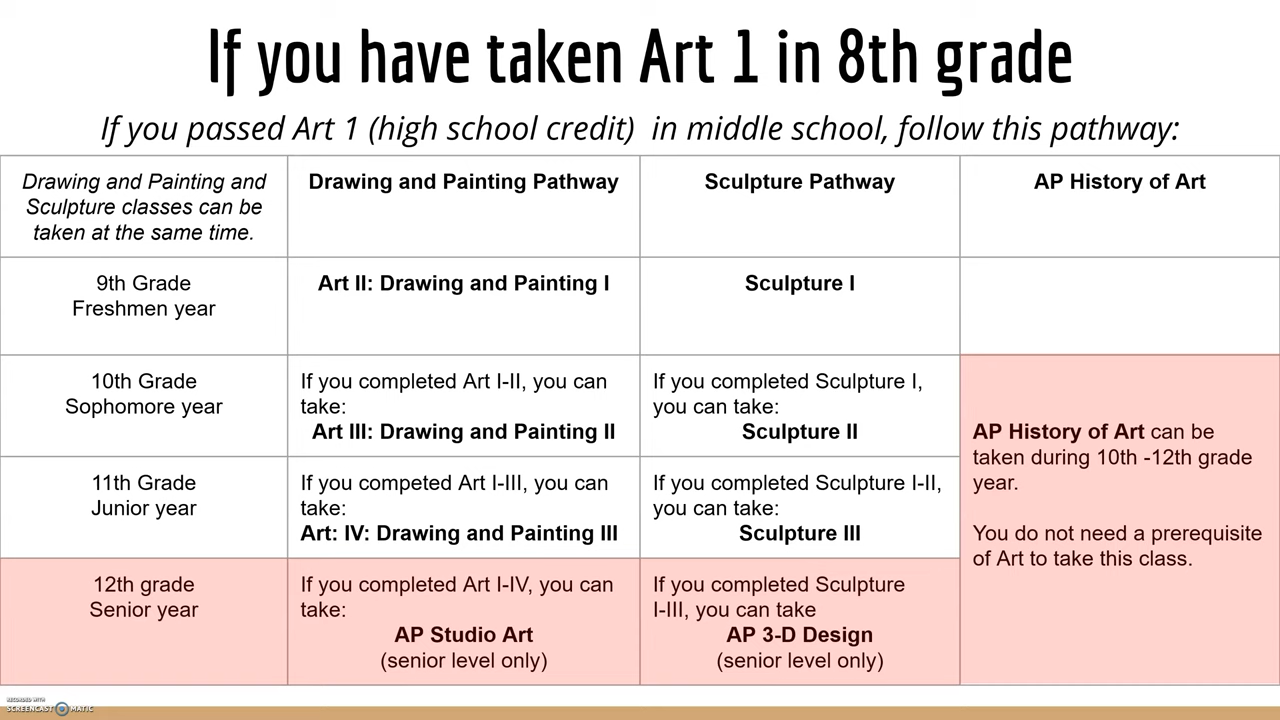 If you have taken Art 1 in 8th grade
If you passed Art 1 (high school credit)  in middle school, follow this pathway:
Drawing and Painting and
Sculpture classes can be
taken at the same time.
Drawing and Painting Pathway
Sculpture Pathway
AP History of Art
9th Grade
Freshmen year
Art II: Drawing and Painting I
Sculpture I
10th Grade
Sophomore year
If you completed Art I-II, you can
take:
Art III: Drawing and Painting II
If you completed Sculpture I,
you can take:
Sculpture II
AP History of Art can be
taken during 10th -12th grade
year.
You do not need a prerequisite
of Art to take this class.
11th Grade
Junior year
If you competed Art I-III, you can
take:
Art: IV: Drawing and Painting III
If you completed Sculpture I-II,
you can take:
Sculpture III
12th grade
Senior year
If you completed Art I-IV, you can
take:
AP Studio Art
(senior level only)
If you completed Sculpture
I-III, you can take
AP 3-D Design
(senior level only)
RECORDED WITH
SCREENCAST MATIC